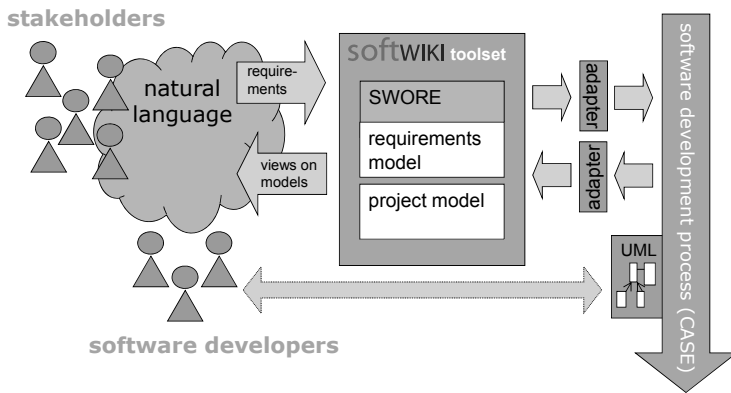 stakeholders
natural
language
require-
ments
views on
models
softWIKI toolset
SWORE
requirements
model
project model
adapter
adapter
UML
software development process (CASE)
software developers